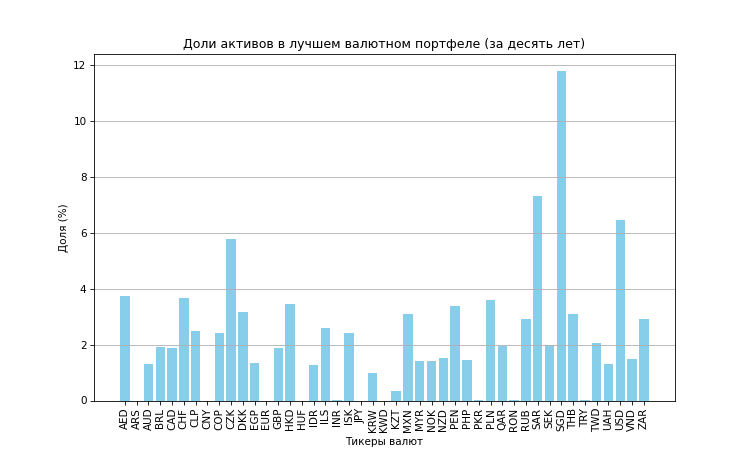 Доли активов в лучшем валютном портфеле (за десять лет)
Доля (%)
12
10
8
6
4
2
0
AED ARS AUD BRL CAD CHF CLP CNY COP CZK DKK EGP EUR GBP HKD HUF IDR ILS INR ISK JPY KRW KWD KZT MXN MYR NOK NZD PEN PHP PKR PLN QAR RON RUB SAR SEK SGD THB TRY TWD UAH USD VND ZAR
Тикеры валют